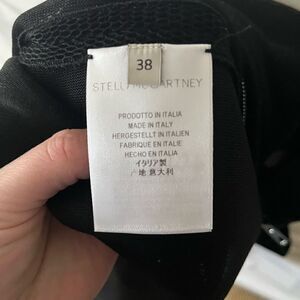 38
STELLA McCARTNEY
PRODOTTO IN ITALIA
MADE IN ITALY
HERGESTELLT IN ITALIEN
FABRIQUE EN ITALIE
HECHO EN ITALIA
イタリア製
产地 意大利